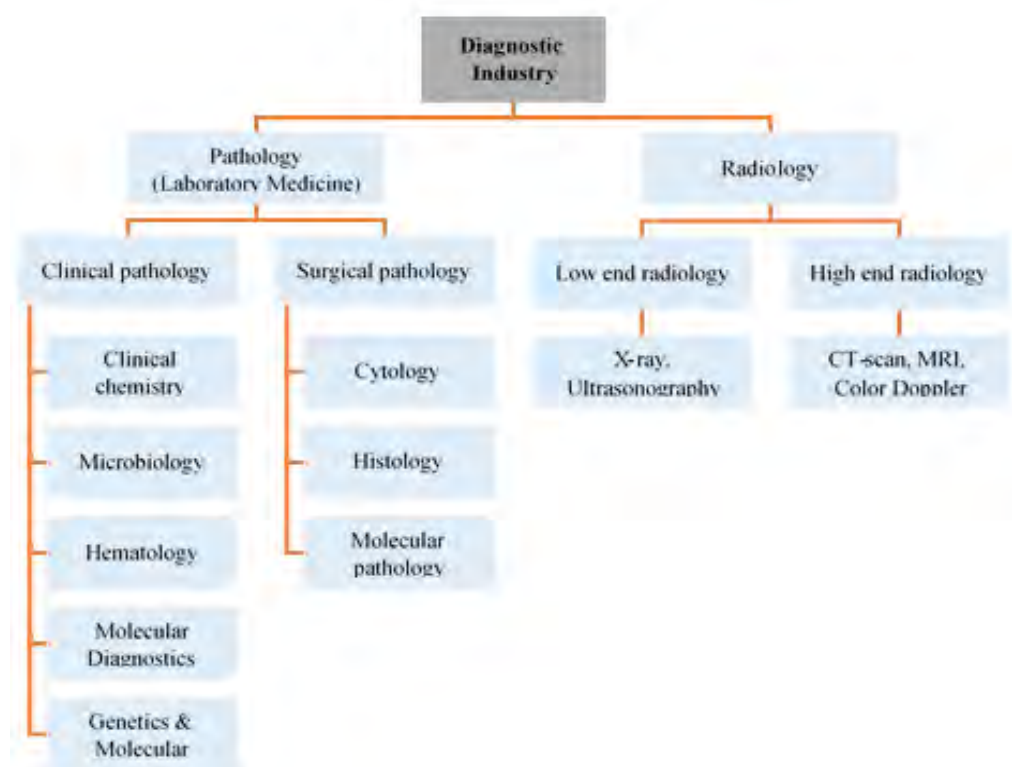 Diagnostic
Industry
Pathology
(Laboratory Medicine)
Radiology
Clinical pathology
Surgical pathology
Low end radiology
High end radiology
Clinical
chemistry
Cytology
X-ray,
Ultrasonography
CT-scan, MRI,
Color Doppler
Microbiology
Histology
Hematology
Molecular
pathology
Molecular
Diagnostics
Genetics &
Molecular